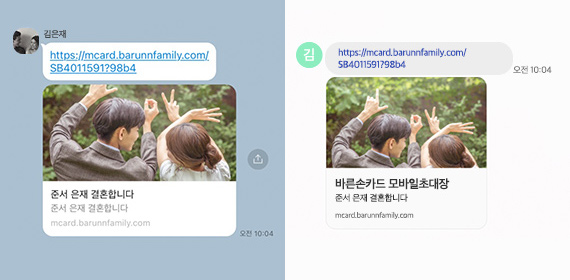 김은재
https://mcard.barunnfamily.com/
SB4011591?98b4
준서 은재 결혼합니다
준서 은재 결혼합니다
mcard.barunnfamily.com
오전 10:04
김
https://mcard.barunnfamily.com/
SB4011591?98b4
오전 10:04
바른손카드 모바일초대장
준서 은재 결혼합니다
mcard.barunnfamily.com